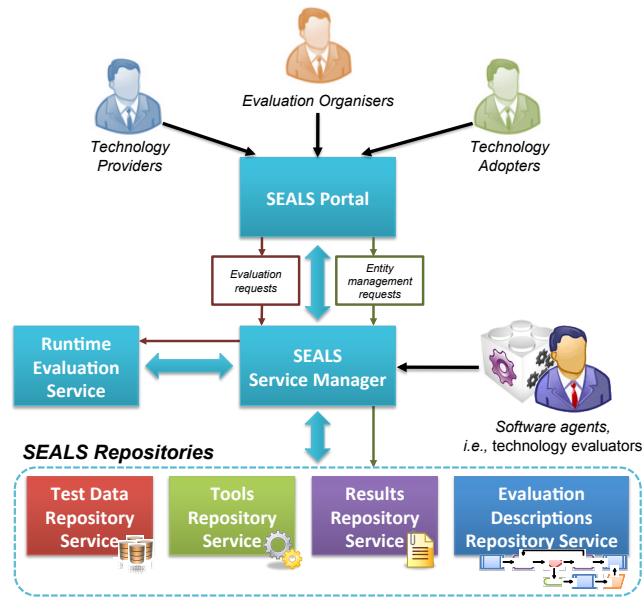 Evaluation Organisers
Technology
Providers
Technology
Adopters
SEALS Portal
Evaluation
requests
Entity
management
requests
Runtime
Evaluation
Service
SEALS
Service Manager
Software agents,
i.e., technology evaluators
SEALS Repositories
Test Data
Repository
Service
Tools
Repository
Service
Results
Repository
Service
Evaluation
Descriptions
Repository Service